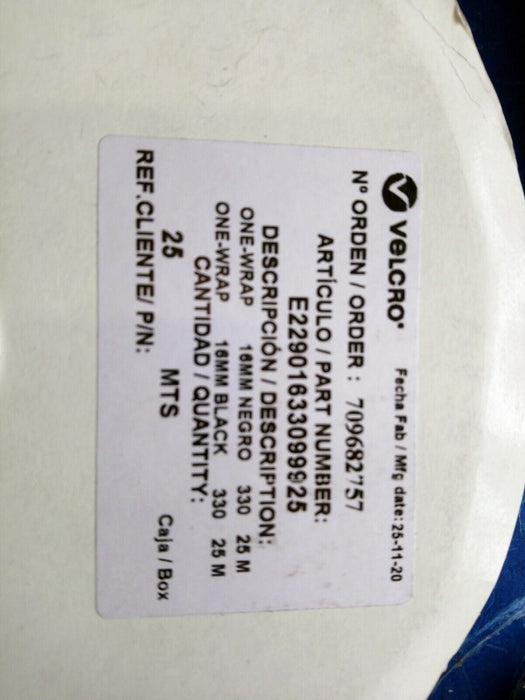 VELCRO® Fecha Fab / Mfg date: 25-11-20
Nº ORDEN / ORDER : 709682757
ARTÍCULO / PART NUMBER:
E22901633099925
DESCRIPCIÓN / DESCRIPTION:
ONE-WRAP 16MM NEGRO 330 25 M
ONE-WRAP 16MM BLACK 330 25 M
CANTIDAD / QUANTITY:
25 MTS Caja / Box
REF.CLIENTE/ P/N: